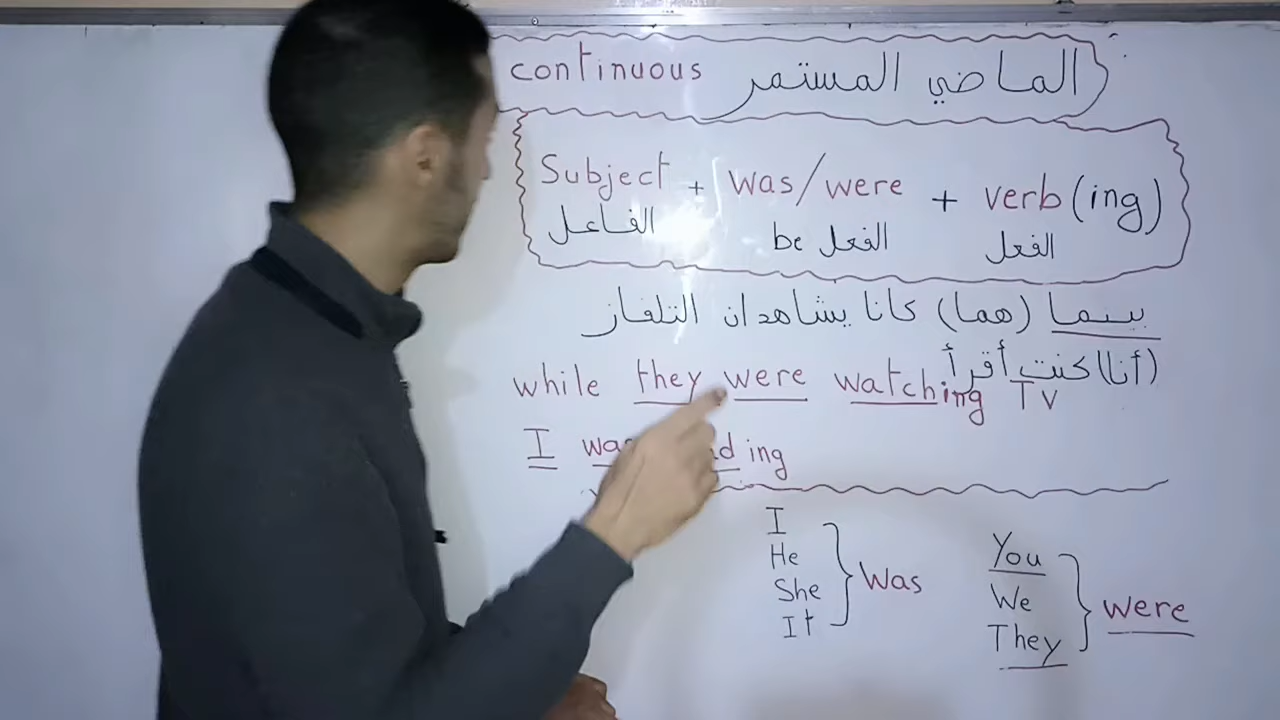 continuous الماضي المستمر
Subject + was/were + verb(ing)
الفاعل الفعل be الفعل
بينما (هما) كانا يشاهدان التلفاز
(أنا) كنت أقرأ
while they were watching TV
I ing
I
He
She
It
Was
You
We
They
were